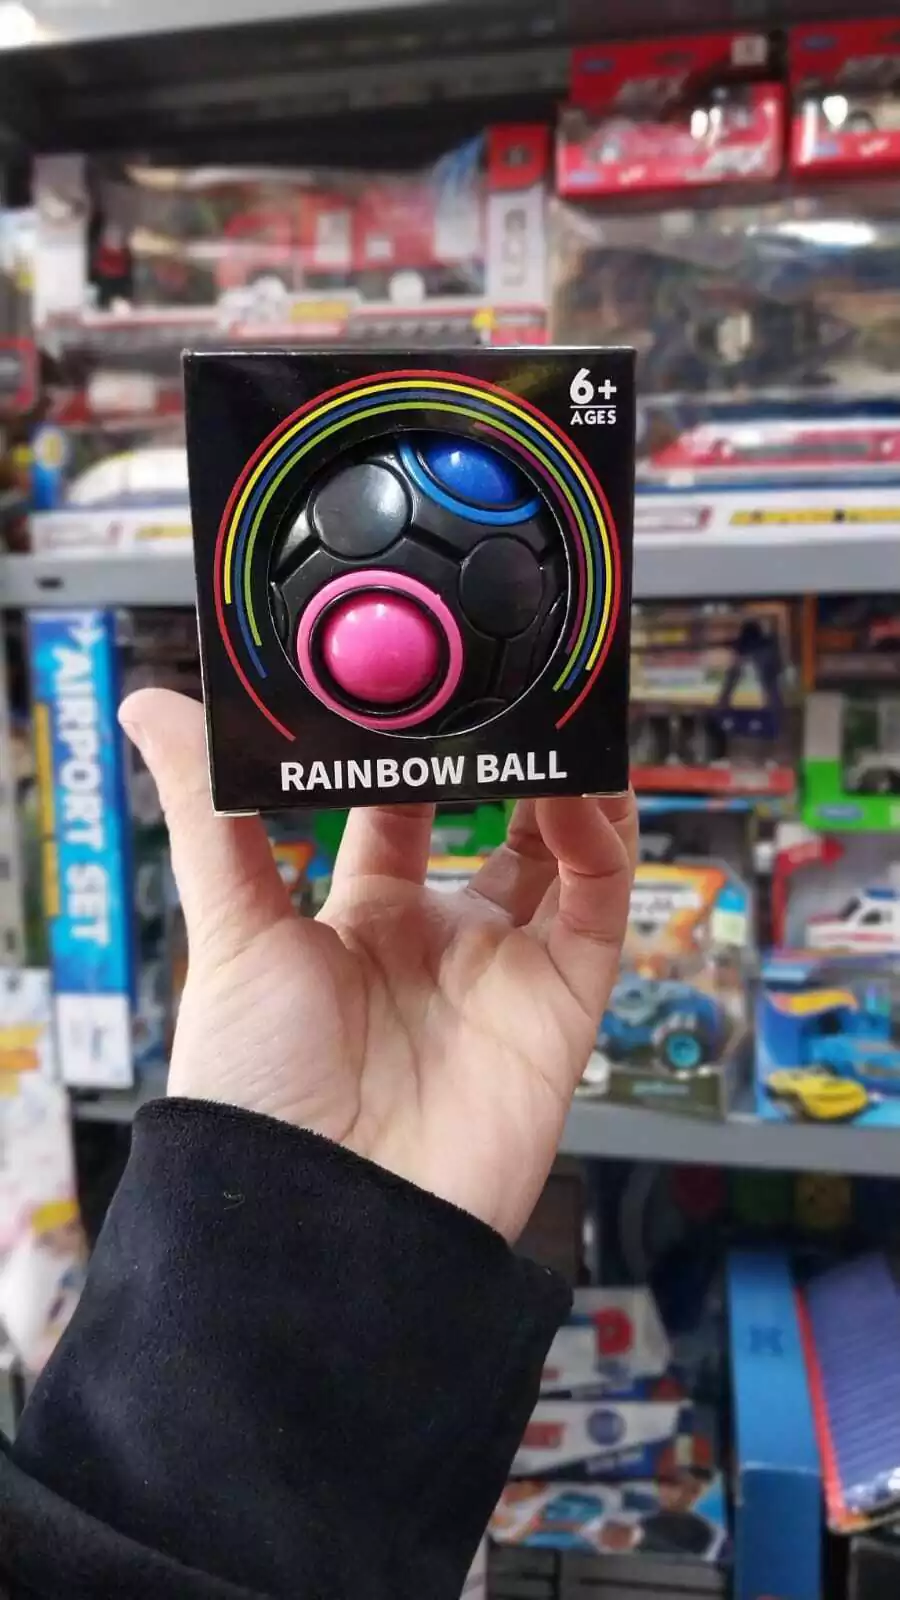 6+
AGES
RAINBOW BALL
AIRPORT SET